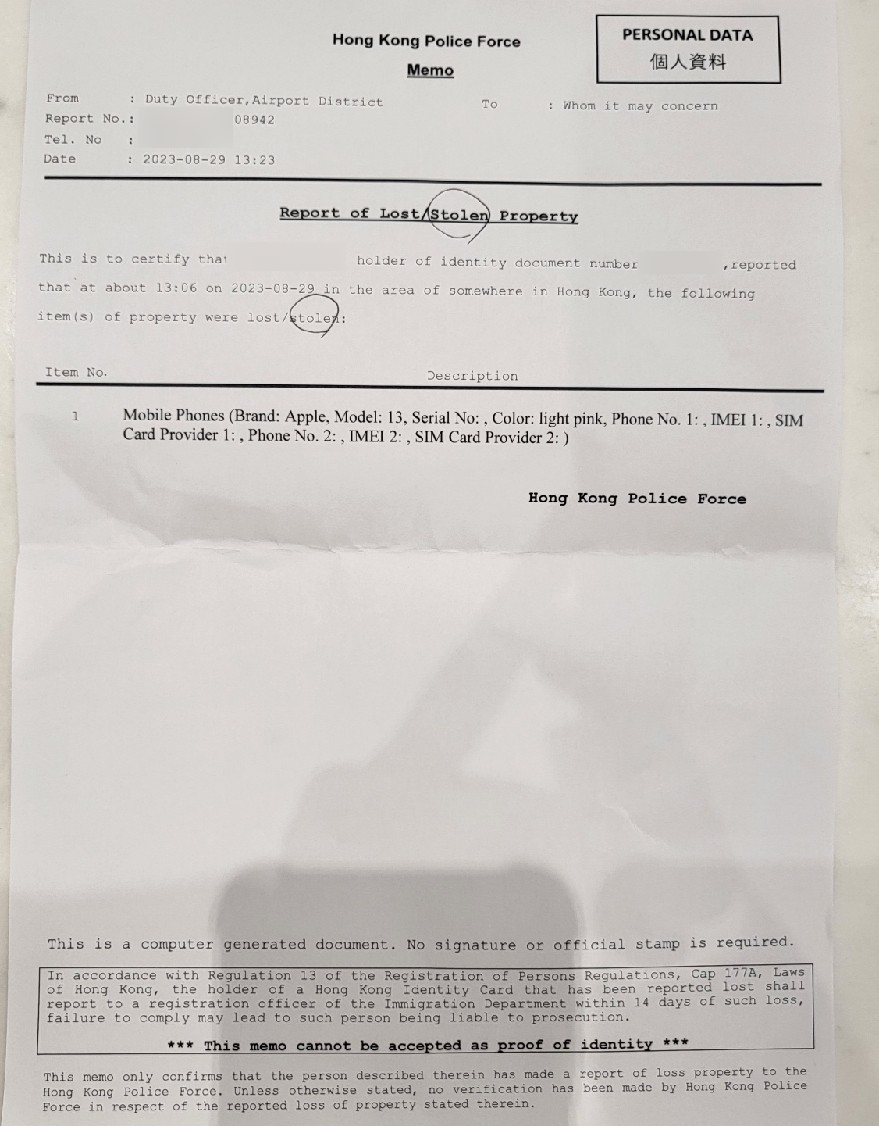 Hong Kong Police Force
Memo
PERSONAL DATA
個人資料
From : Duty Officer,Airport District
To : Whom it may concern
Report No.: 08942
Tel. No :
Date : 2023-08-29 13:23
Report of Lost/Stolen Property
This is to certify that holder of identity document number ,reported
that at about 13:06 on 2023-08-29 in the area of somewhere in Hong Kong, the following
item(s) of property were lost/stolen:
Item No. Description
1 Mobile Phones (Brand: Apple, Model: 13, Serial No: , Color: light pink, Phone No. 1: , IMEI 1: , SIM
Card Provider 1: , Phone No. 2: , IMEI 2: , SIM Card Provider 2: )
Hong Kong Police Force
This is a computer generated document. No signature or official stamp is required.
In accordance with Regulation 13 of the Registration of Persons Regulations, Cap 177A, Laws
of Hong Kong, the holder of a Hong Kong Identity Card that has been reported lost shall
report to a registration officer of the Immigration Department within 14 days of such loss,
failure to comply may lead to such person being liable to prosecution.
*** This memo cannot be accepted as proof of identity ***
This memo only confirms that the person described therein has made a report of loss property to the
Hong Kong Police Force. Unless otherwise stated, no verification has been made by Hong Kong Police
Force in respect of the reported loss of property stated therein.